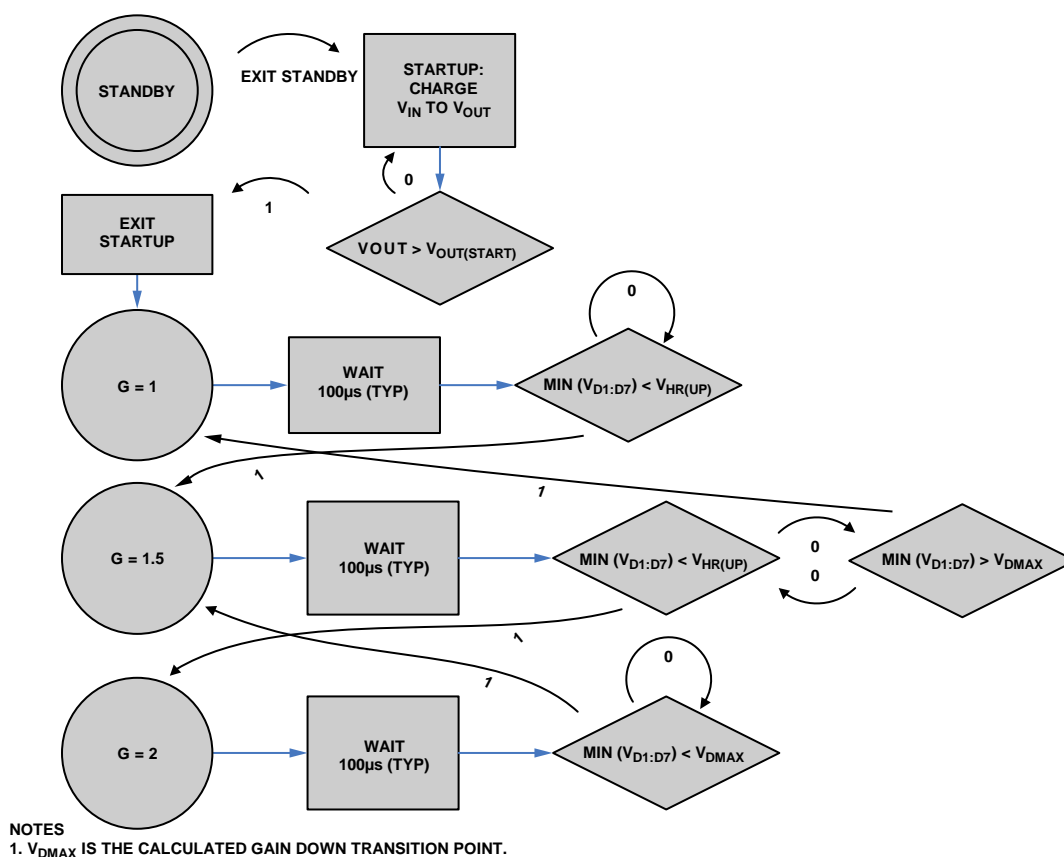 STANDBY
EXIT STANDBY
STARTUP:
CHARGE
VIN TO VOUT
0
1
EXIT
STARTUP
VOUT > VOUT(START)
0
G = 1
WAIT
100µs (TYP)
MIN (VD1:D7) < VHR(UP)
1
1
G = 1.5
WAIT
100µs (TYP)
MIN (VD1:D7) < VHR(UP)
0
0
MIN (VD1:D7) > VDMAX
1
1
0
G = 2
WAIT
100µs (TYP)
MIN (VD1:D7) < VDMAX
NOTES
1. VDMAX IS THE CALCULATED GAIN DOWN TRANSITION POINT.